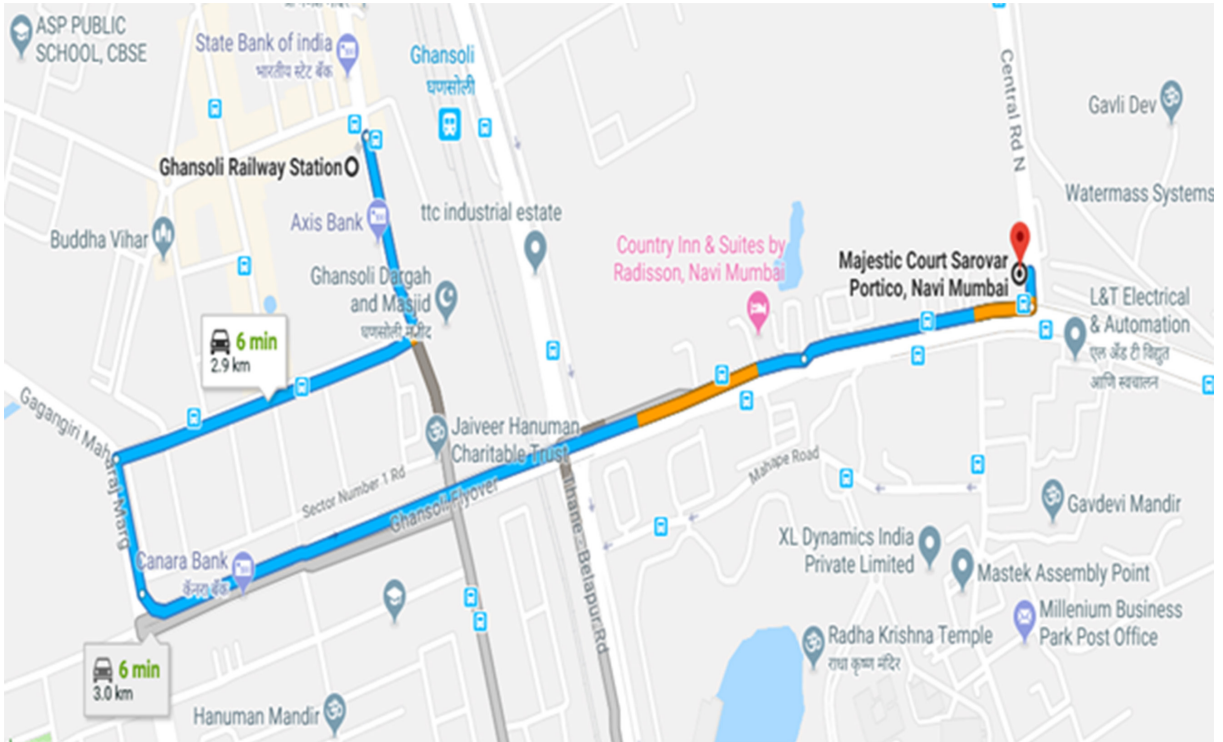 ASP PUBLIC
SCHOOL, CBSE
State Bank of india
भारतीय स्टेट बँक
Ghansoli
घणसोली
Central Rd N
Gavli Dev
Ghansoli Railway Station
Watermass Systems
Axis Bank
ttc industrial estate
Buddha Vihar
Country Inn & Suites by
Radisson, Navi Mumbai
Majestic Court Sarovar
Portico, Navi Mumbai
Ghansoli Dargah
and Masjid
घणसोली मजीद
L&T Electrical
& Automation
एल अँड टी विद्युत
आणि स्वचालन
6 min
2.9 km
Gagangiri Maharaj Marg
Jaiveer Hanuman
Charitable Trust
Sector Number 1 Rd
Mahape Road
Ghansoli Flyover
Thane - Belapur Rd
Gavdevi Mandir
Canara Bank
कॅनरा बँक
XL Dynamics India
Private Limited
Mastek Assembly Point
Millenium Business
Park Post Office
Radha Krishna Temple
राधा कृष्ण मंदिर
6 min
3.0 km
Hanuman Mandir